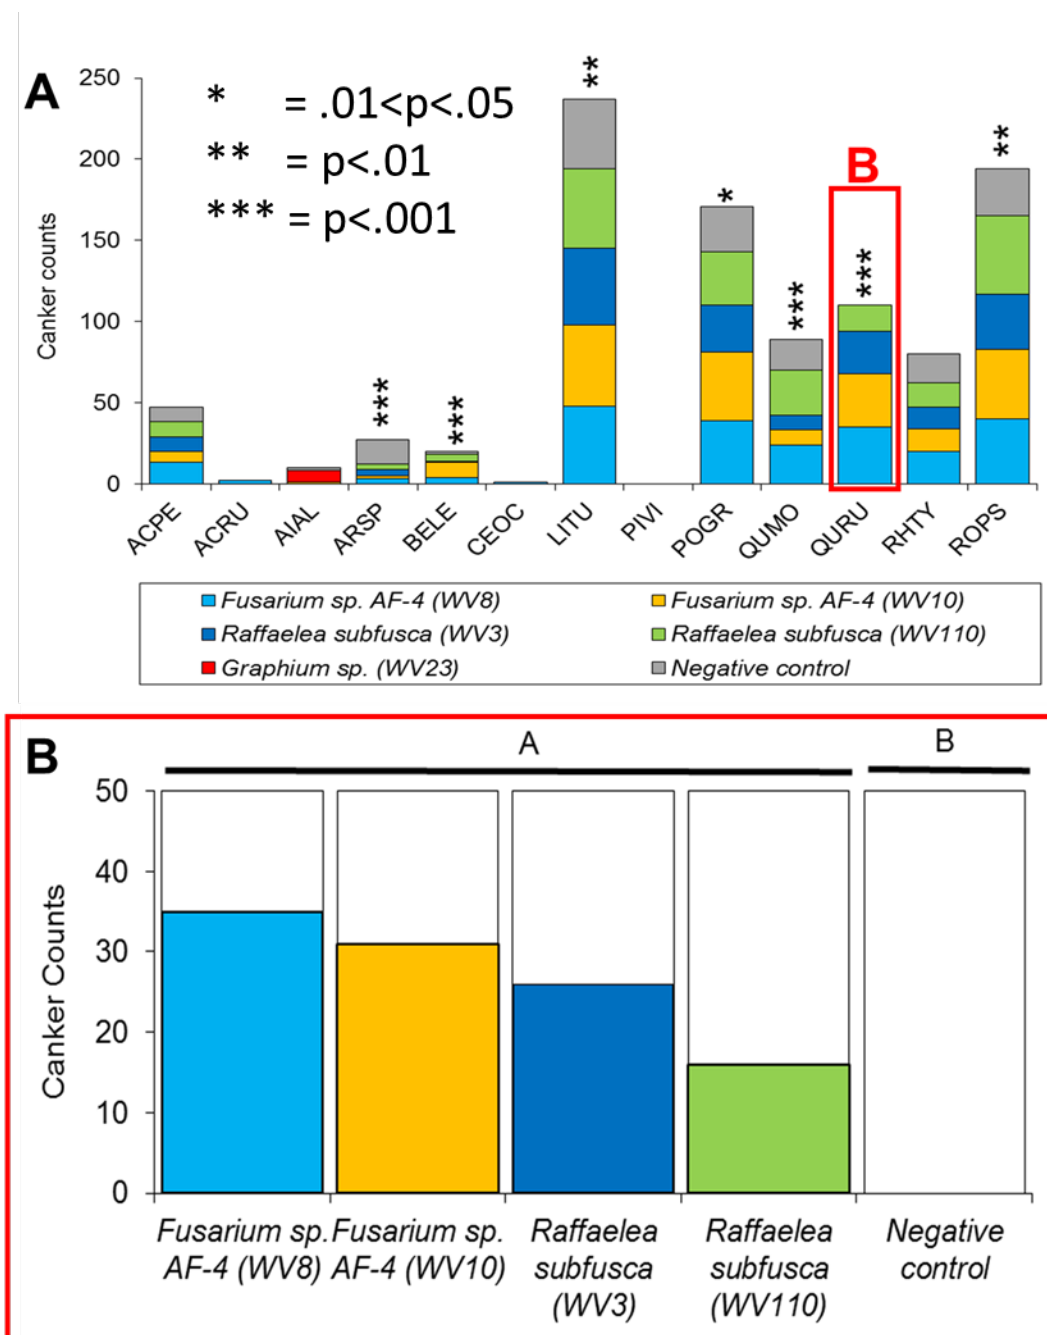 A
250
200
150
100
50
0
Canker counts
* = .01<p<.05
** = p<.01
*** = p<.001
***
***
**
*
***
***
**
B
ACPE
ACRU
AIAL
ARSP
BELE
CEOC
LITU
PIVI
POGR
QUMO
QURU
RHTY
ROPS
Fusarium sp. AF-4 (WV8)
Fusarium sp. AF-4 (WV10)
Raffaelea subfusca (WV3)
Raffaelea subfusca (WV110)
Graphium sp. (WV23)
Negative control
B
A
B
50
40
30
20
10
0
Canker Counts
Fusarium sp.
AF-4 (WV8)
Fusarium sp.
AF-4 (WV10)
Raffaelea
subfusca
(WV3)
Raffaelea
subfusca
(WV110)
Negative
control